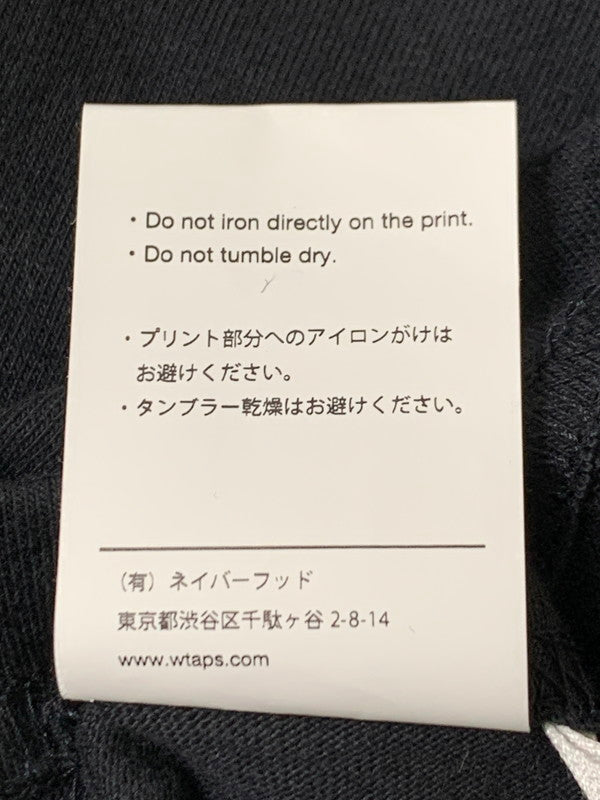 ・Do not iron directly on the print.
・Do not tumble dry.
・プリント部分へのアイロンがけは
お避けください。
・タンブラー乾燥はお避けください。
（有）ネイバーフッド
東京都渋谷区千駄ヶ谷 2-8-14
www.wtaps.com